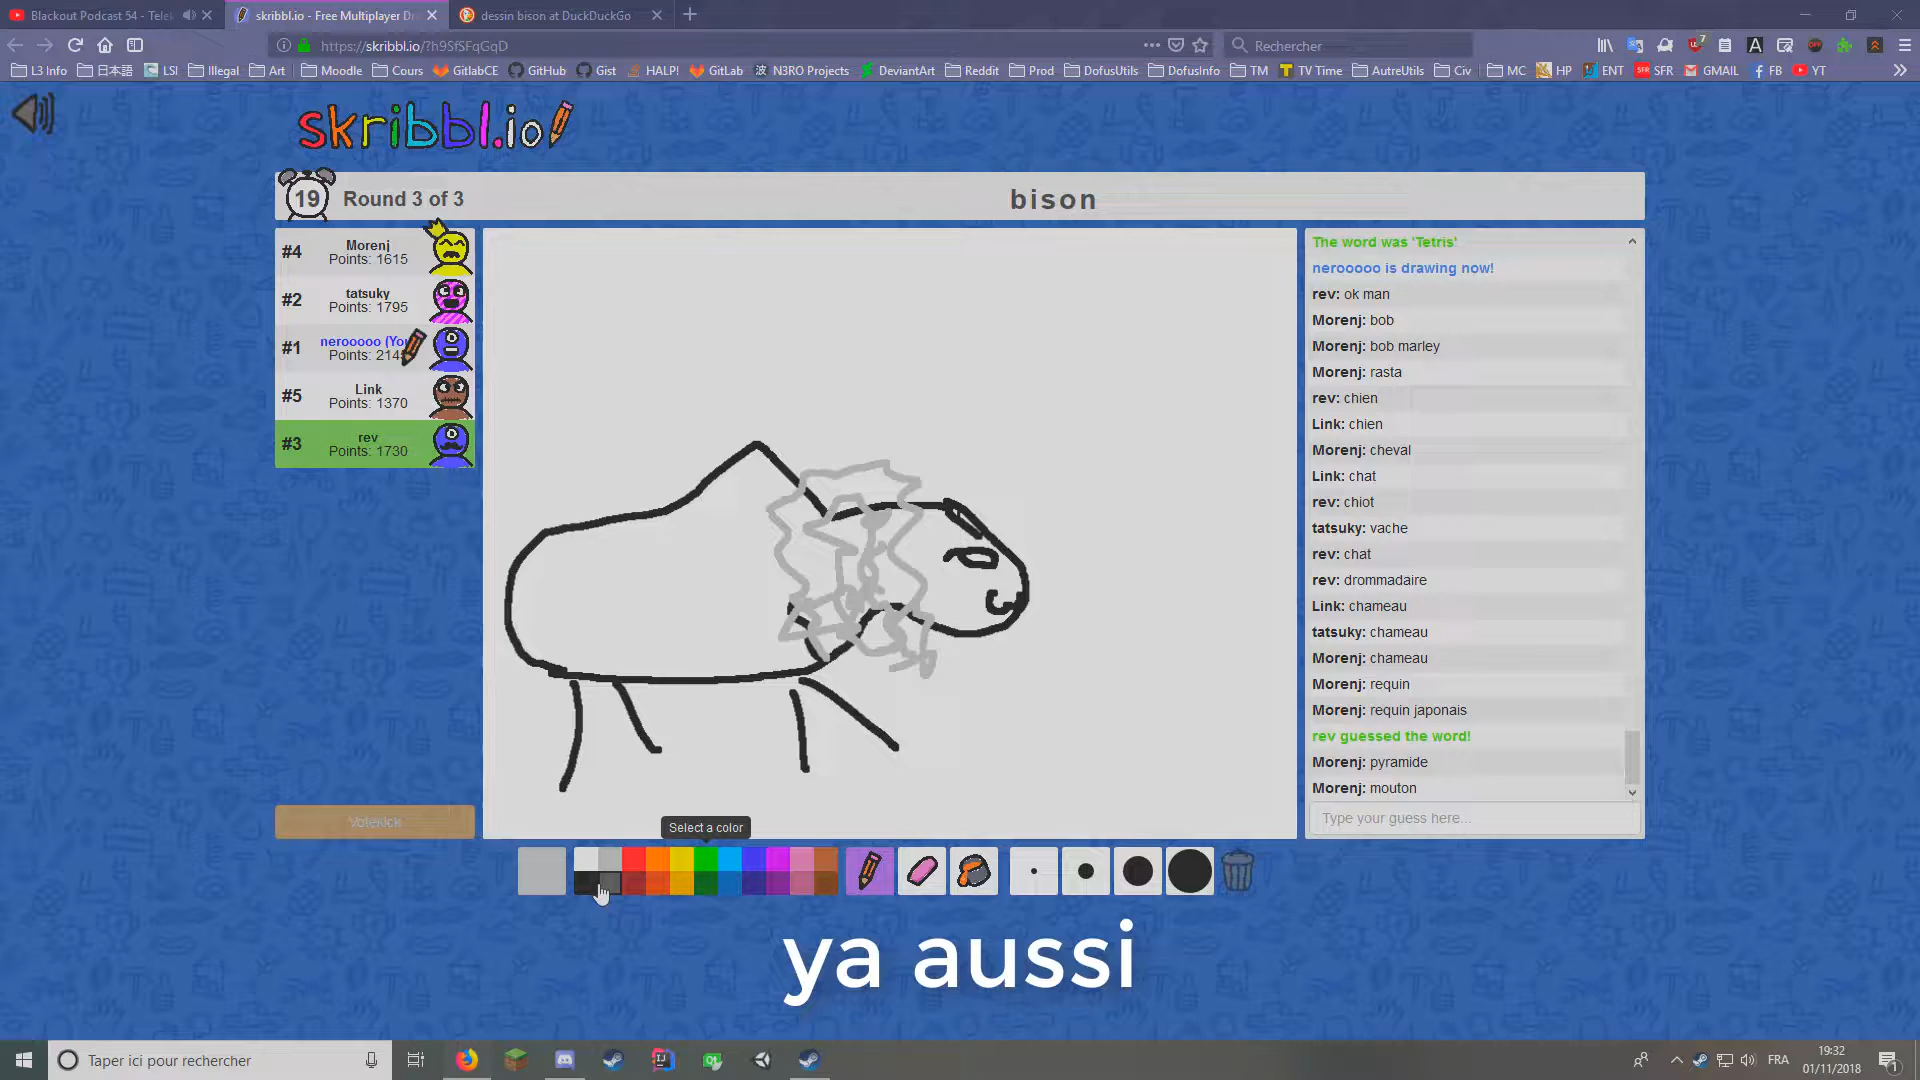 Blackout Podcast 54 - Tele
skribbl.io - Free Multiplayer Dr
dessin bison at DuckDuckGo
https://skribbl.io/?h9SfSFqGqD
Rechercher
L3 Info
日本語
LSI
Illegal
Art
Moodle
Cours
GitlabCE
GitHub
Gist
HALP!
GitLab
N3RO Projects
DeviantArt
Reddit
Prod
DofusUtils
DofusInfo
TM
TV Time
AutreUtils
Civ
MC
HP
ENT
SFR
GMAIL
FB
YT
skribbl.io
19
Round 3 of 3
bison
#4
Morenj
Points: 1615
#2
tatsuky
Points: 1795
#1
nerooooo (You
Points: 214
#5
Link
Points: 1370
#3
rev
Points: 1730
Votekick
The word was 'Tetris'
nerooooo is drawing now!
rev: ok man
Morenj: bob
Morenj: bob marley
Morenj: rasta
rev: chien
Link: chien
Morenj: cheval
Link: chat
rev: chiot
tatsuky: vache
rev: chat
rev: drommadaire
Link: chameau
tatsuky: chameau
Morenj: chameau
Morenj: requin
Morenj: requin japonais
rev guessed the word!
Morenj: pyramide
Morenj: mouton
Type your guess here...
Select a color
ya aussi
Taper ici pour rechercher
FRA
19:32
01/11/2018